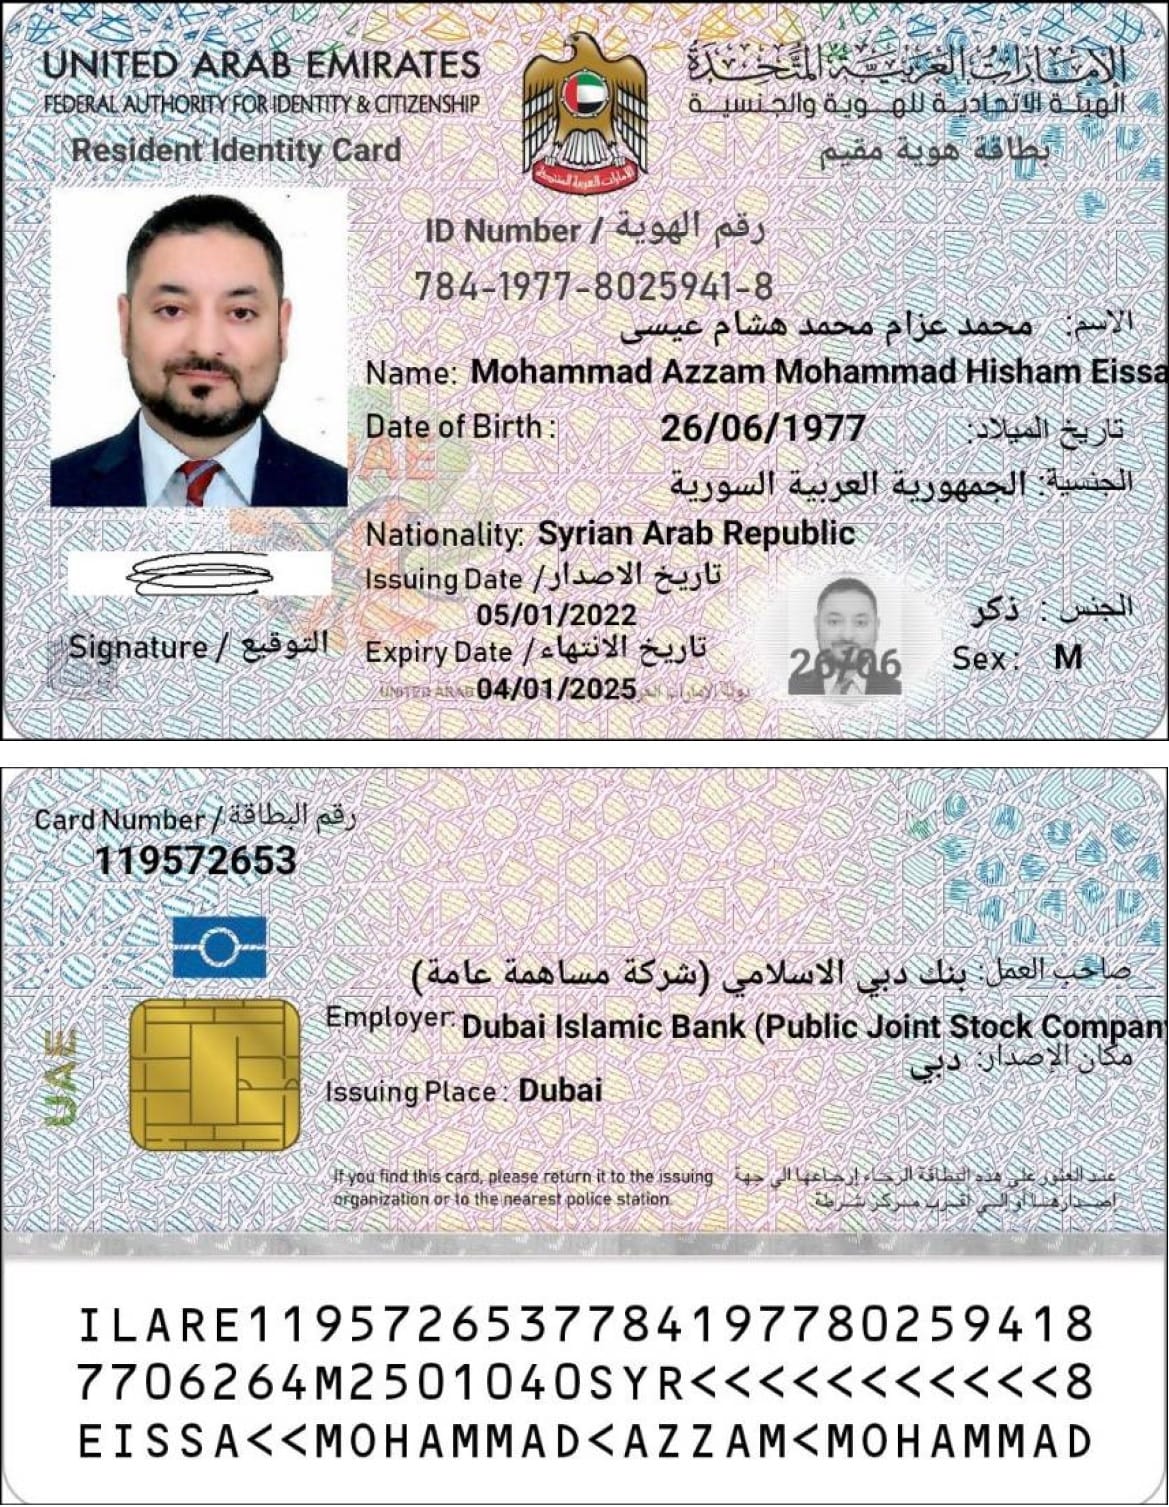 UNITED ARAB EMIRATES
الإمارات العربية المتحدة
FEDERAL AUTHORITY FOR IDENTITY & CITIZENSHIP
الهيئة الاتحادية للهوية والجنسية
Resident Identity Card
بطاقة هوية مقيم
ID Number / رقم الهوية
784-1977-8025941-8
الاسم: محمد عزام محمد هشام عيسى
Name: Mohammad Azzam Mohammad Hisham Eissa
Date of Birth: 26/06/1977 تاريخ الميلاد:
الجنسية: الجمهورية العربية السورية
UAE
Nationality: Syrian Arab Republic
Issuing Date / تاريخ الاصدار
05/01/2022
Expiry Date / تاريخ الانتهاء
04/01/2025
UNITED ARAB
Signature / التوقيع
26/06
الجنس: ذكر
Sex: M
Card Number / رقم البطاقة
119572653
UAE
صاحب العمل: بنك دبي الاسلامي (شركة مساهمة عامة)
Employer: Dubai Islamic Bank (Public Joint Stock Compan
مكان الإصدار: دبي
Issuing Place : Dubai
If you find this card, please return it to the issuing
organization or to the nearest police station.
عند العثور على هذه البطاقة الرجاء إرجاعها الى جهة
اصدارها أو الى أقرب مركز شرطة
ILARE1195726537784197780259418
7706264M2501040SYR<<<<<<<<<<<8
EISSA<<MOHAMMAD<AZZAM<MOHAMMAD